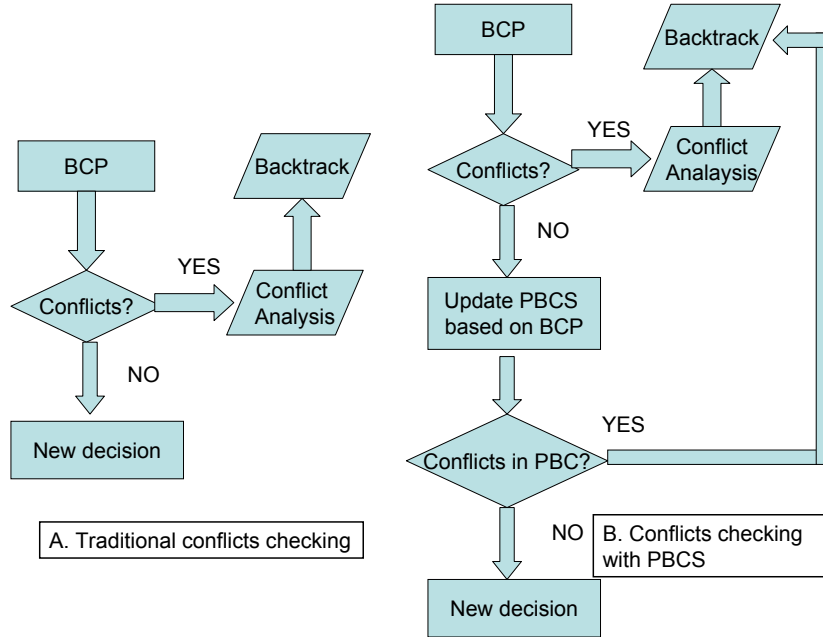 BCP
Conflicts?
YES
Conflict
Analysis
Backtrack
NO
New decision
A. Traditional conflicts checking
BCP
Conflicts?
YES
Conflict
Analaysis
Backtrack
NO
Update PBCS
based on BCP
Conflicts in PBC?
YES
NO
New decision
B. Conflicts checking
with PBCS